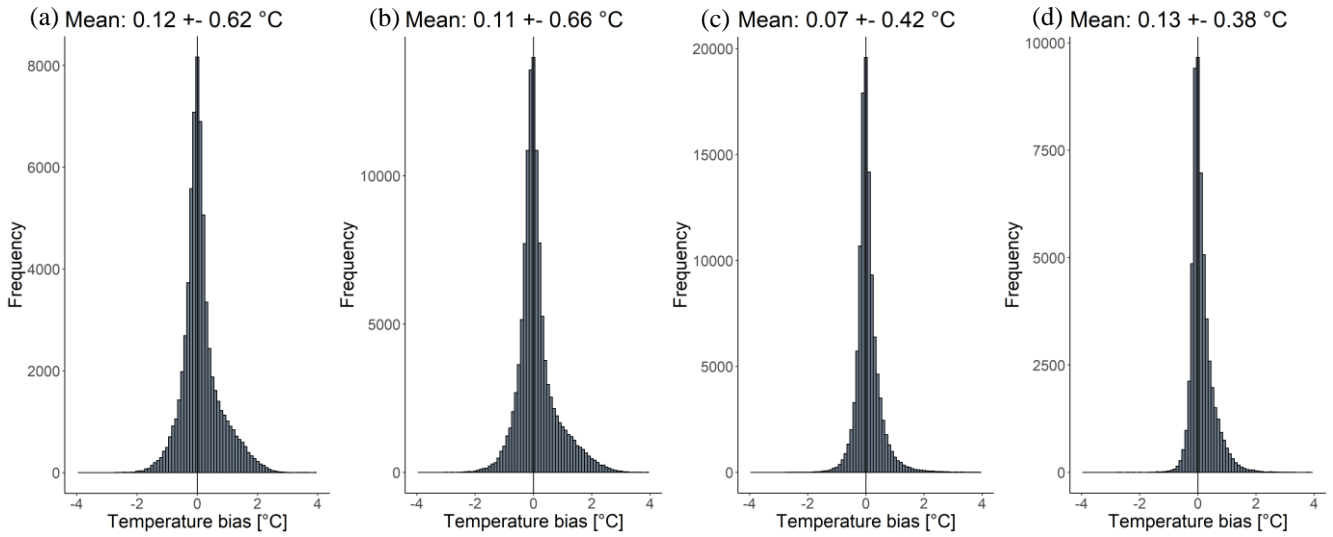 (a) Mean: 0.12 +- 0.62 °C
8000
6000
4000
2000
0
Frequency
-4 -2 0 2 4
Temperature bias [°C]
(b) Mean: 0.11 +- 0.66 °C
10000
5000
0
Frequency
-4 -2 0 2 4
Temperature bias [°C]
(c) Mean: 0.07 +- 0.42 °C
20000
15000
10000
5000
0
Frequency
-4 -2 0 2 4
Temperature bias [°C]
(d) Mean: 0.13 +- 0.38 °C
10000
7500
5000
2500
0
Frequency
-4 -2 0 2 4
Temperature bias [°C]